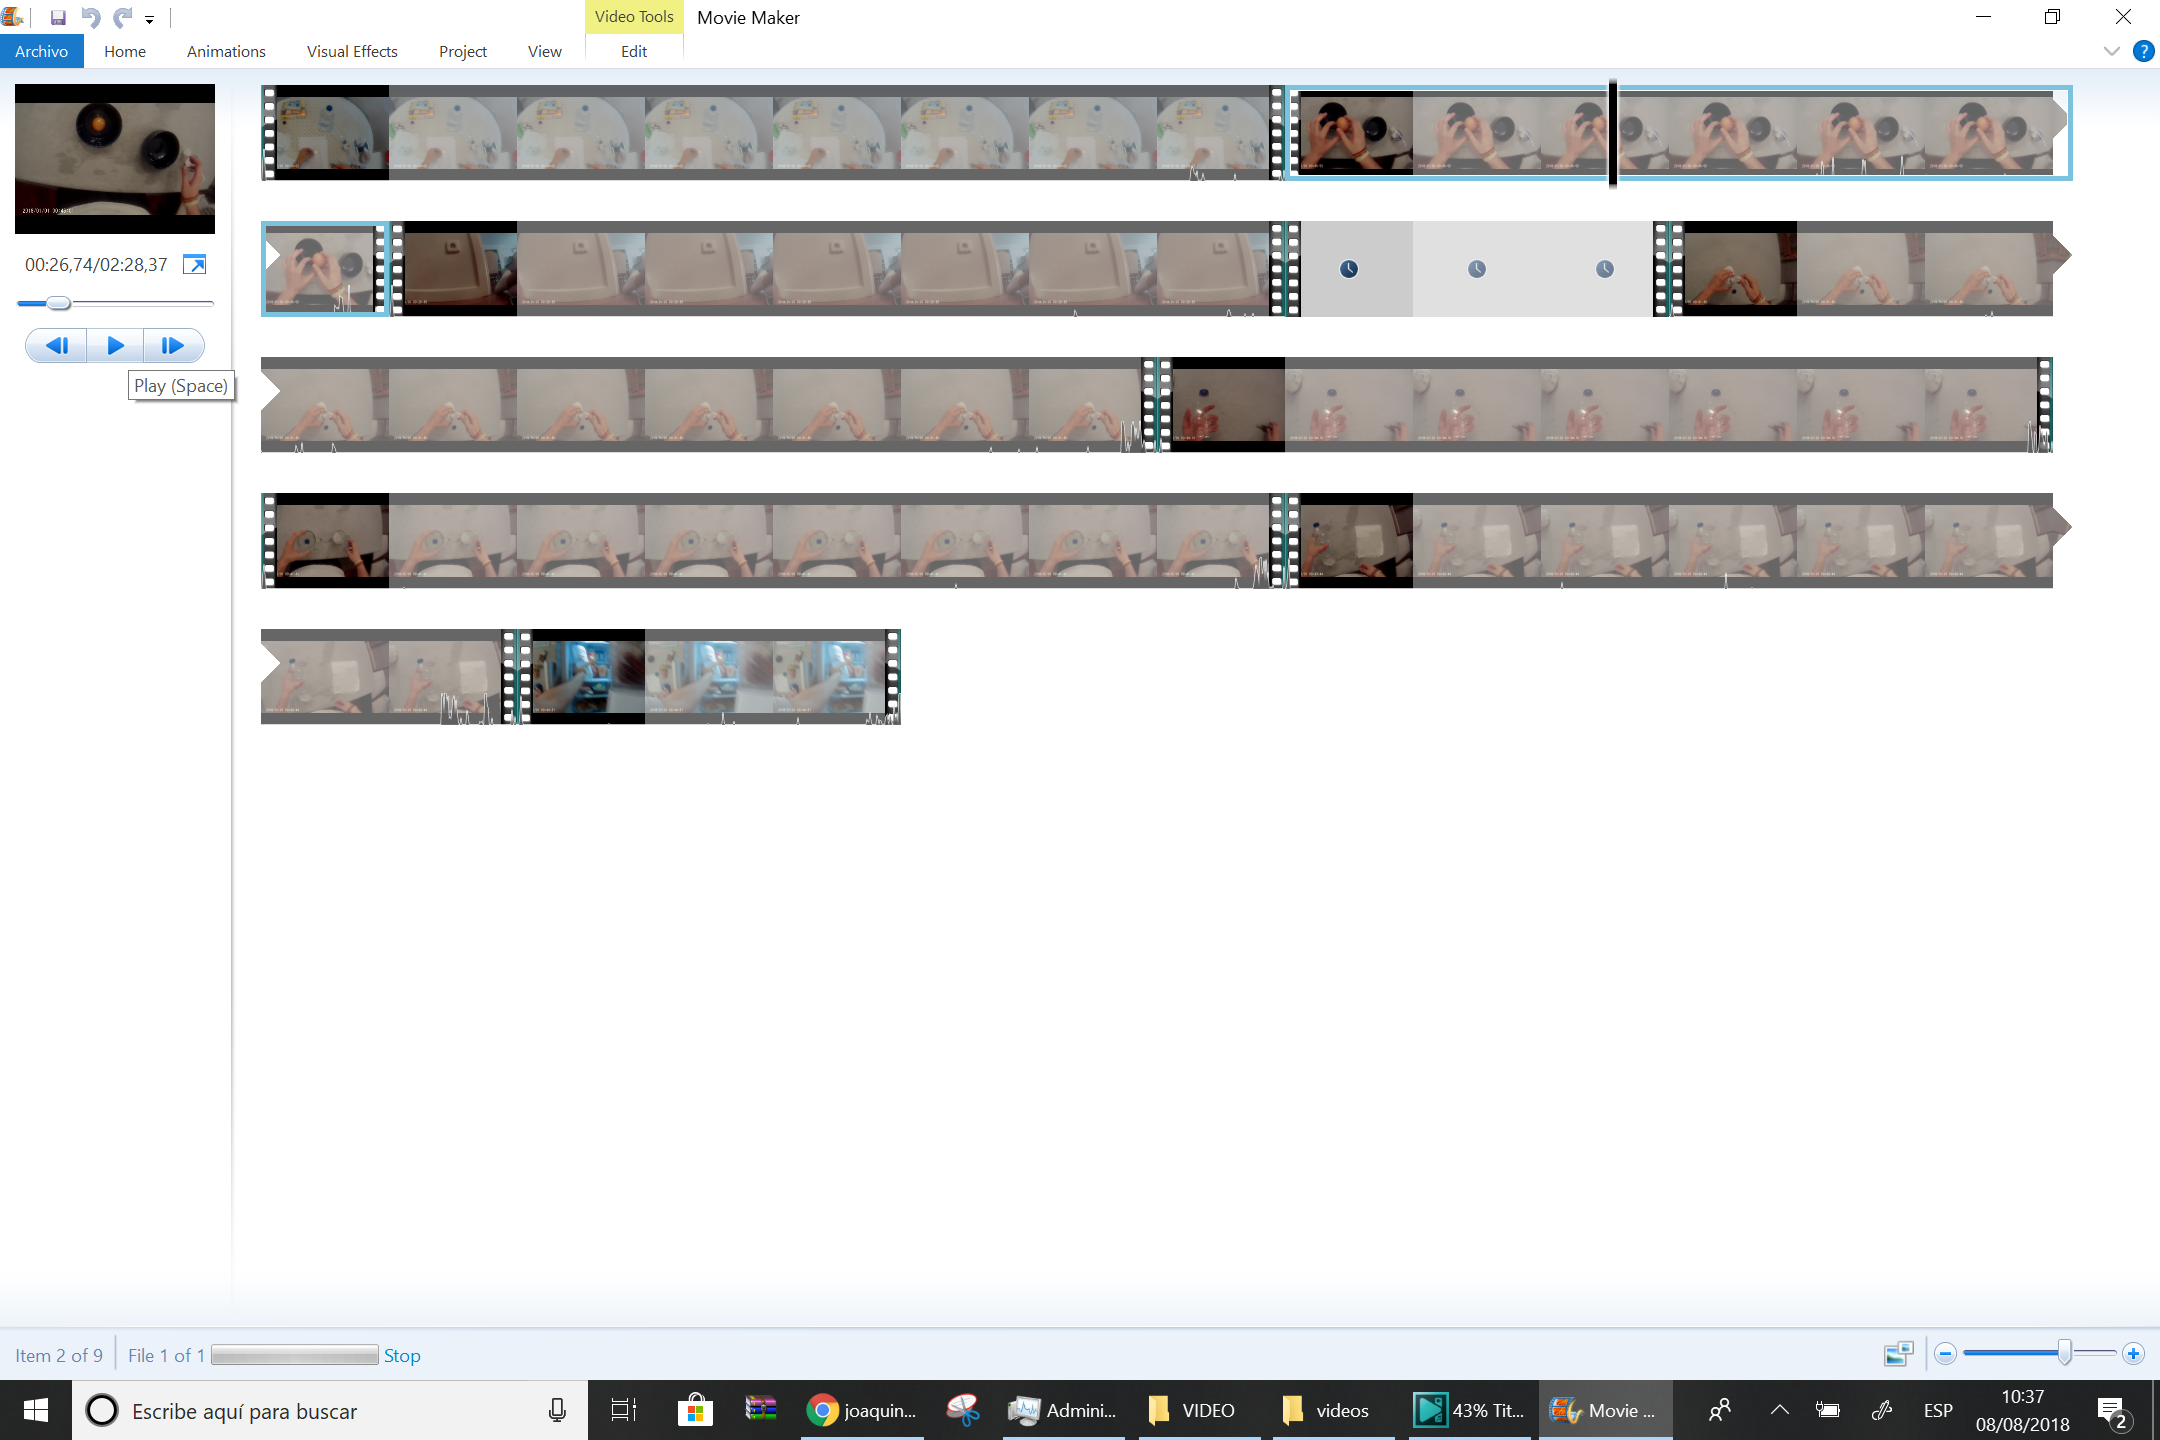 Video Tools
Movie Maker
Archivo
Home
Animations
Visual Effects
Project
View
Edit
?
00:26,74/02:28,37
Play (Space)
Item 2 of 9
File 1 of 1
Stop
Escribe aquí para buscar
joaquin...
Admini...
VIDEO
videos
43% Tit...
Movie ...
ESP
10:37
08/08/2018
2